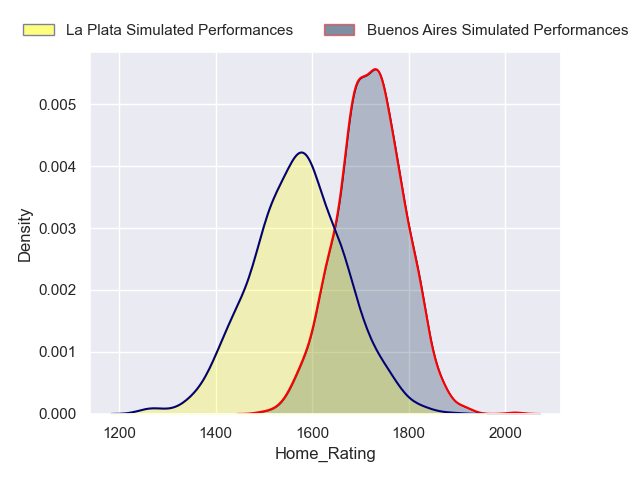 La Plata Simulated Performances
Buenos Aires Simulated Performances
0.005
0.004
0.003
0.002
0.001
0.000
Density
1200
1400
1600
1800
2000
Home_Rating